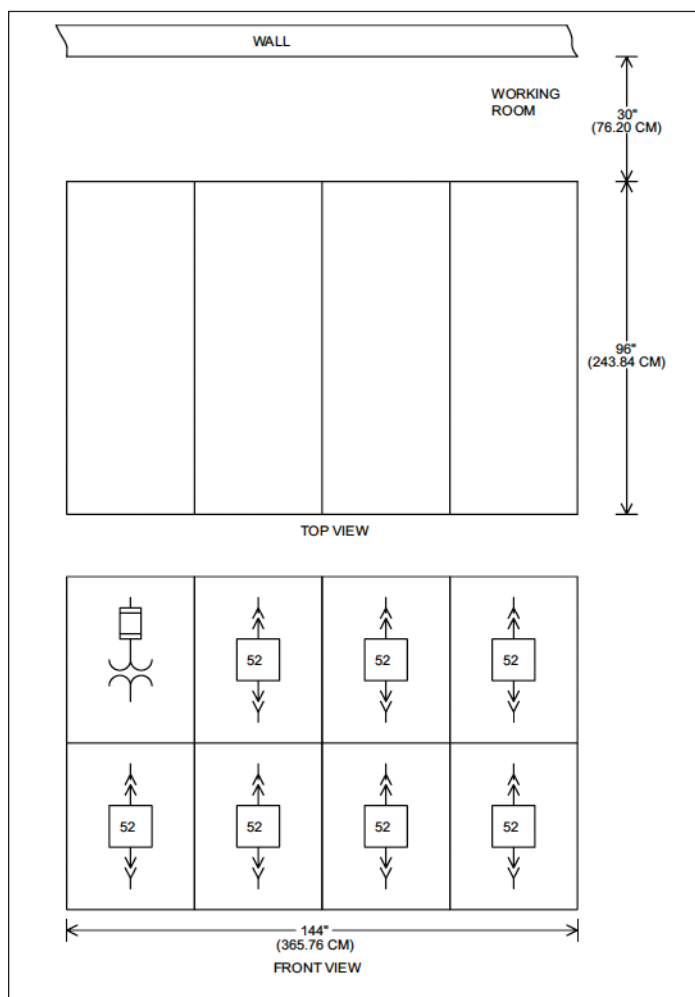 WALL
WORKING
ROOM
30"
(76.20 CM)
96"
(243.84 CM)
TOP VIEW
52 52 52
52 52 52 52
144"
(365.76 CM)
FRONT VIEW